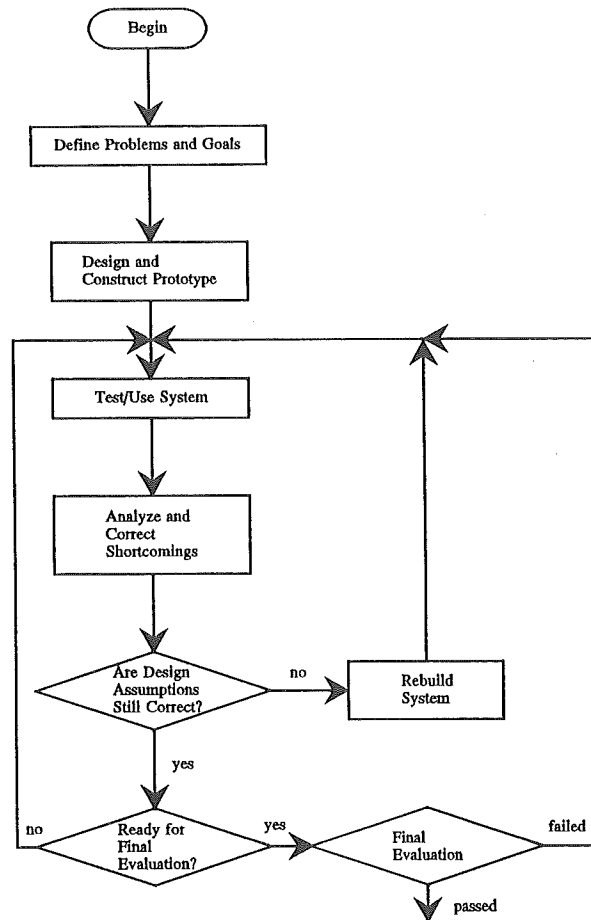 Begin
Define Problems and Goals
Design and
Construct Prototype
Test/Use System
Analyze and
Correct
Shortcomings
Are Design
Assumptions
Still Correct?
no
Rebuild
System
yes
no
Ready for
Final
Evaluation?
yes
Final
Evaluation
failed
passed